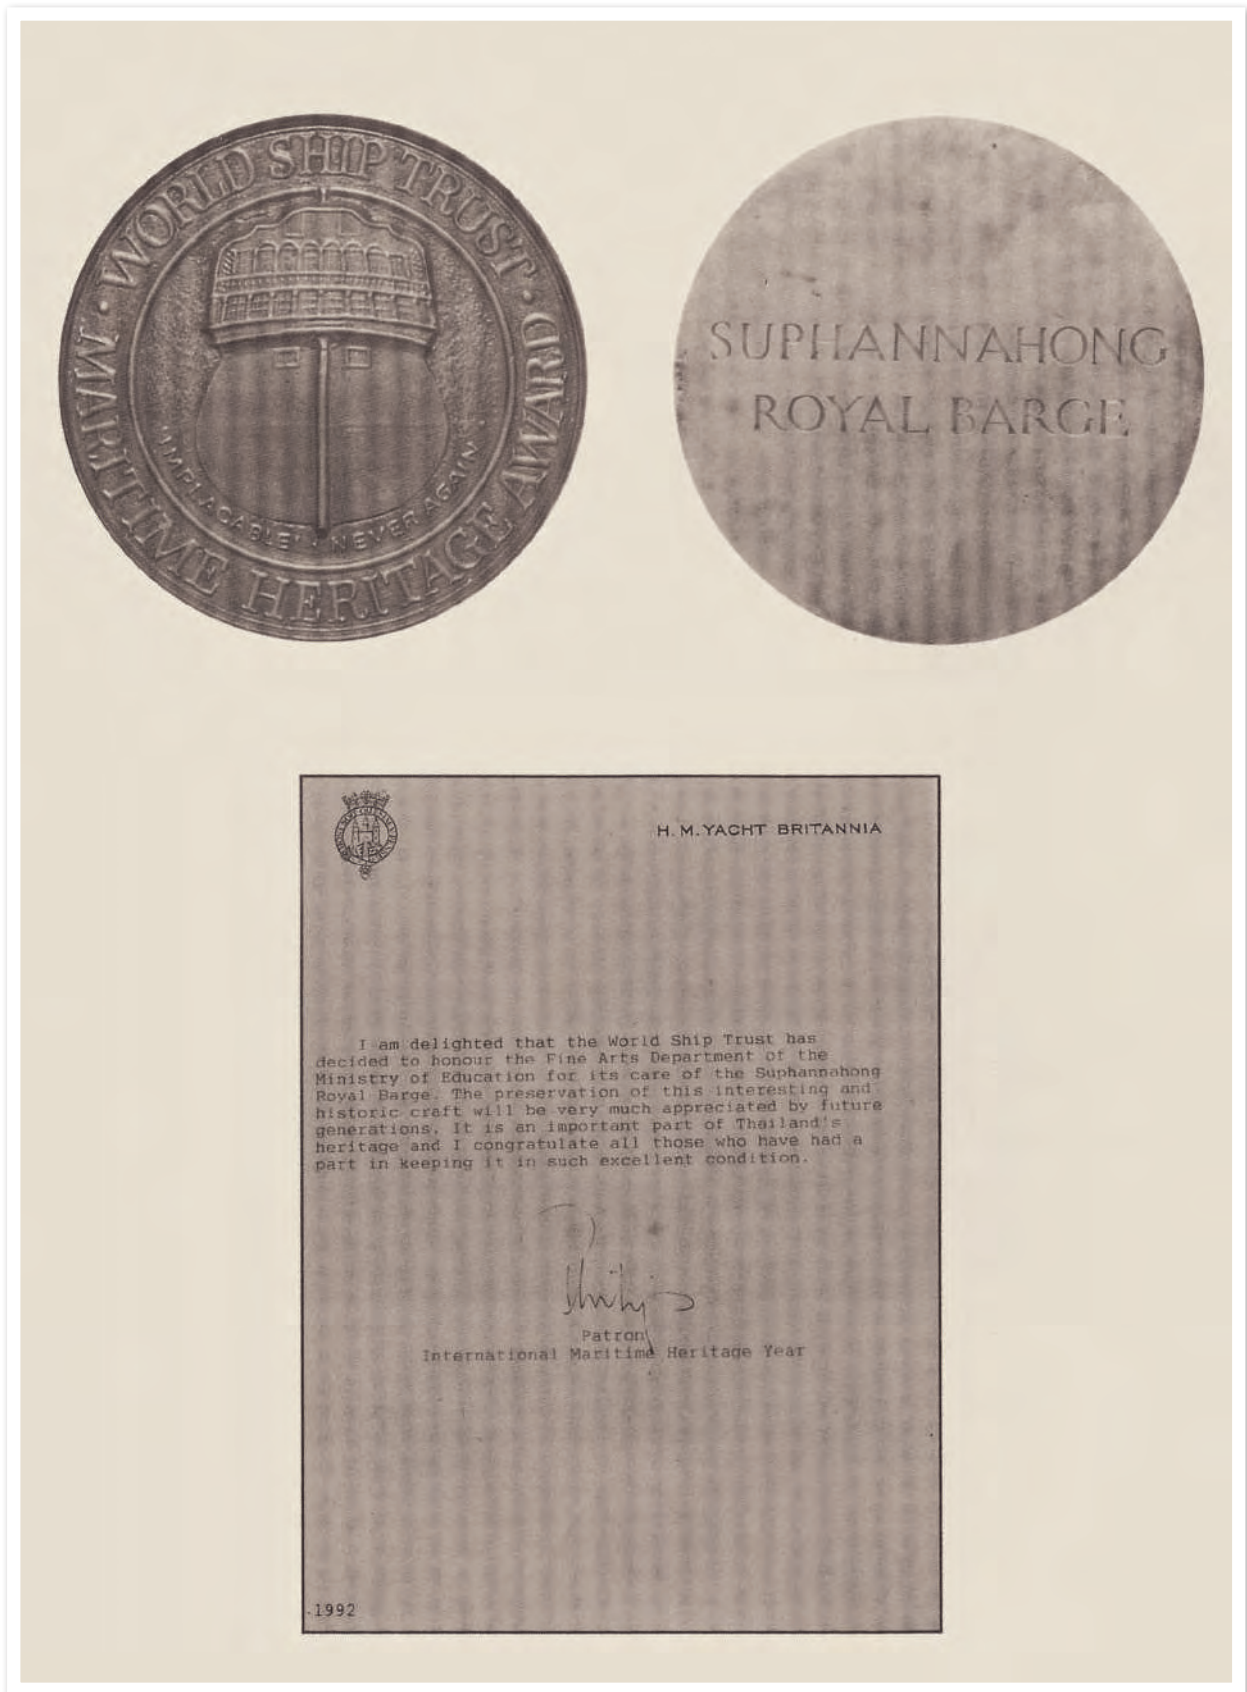 · WORLD SHIP TRUST ·
MARITIME HERITAGE AWARD
'IMPLACABLE' · NEVER AGAIN
SUPHANNAHONG
ROYAL BARGE
H.M.YACHT BRITANNIA
I am delighted that the World Ship Trust has
decided to honour the Fine Arts Department of the
Ministry of Education for its care of the Suphannahong
Royal Barge. The preservation of this interesting and
historic craft will be very much appreciated by future
generations. It is an important part of Thailand's
heritage and I congratulate all those who have had a
part in keeping it in such excellent condition.
Philip
Patron
International Maritime Heritage Year
1992